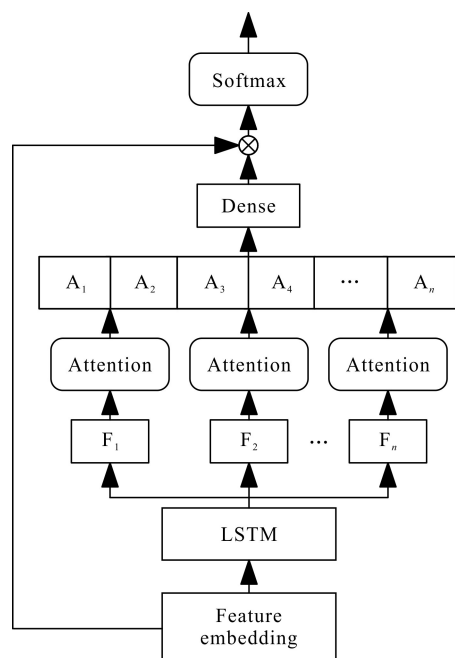 Softmax
Dense
A₁ A₂ A₃ A₄ ... Aₙ
Attention Attention Attention
F₁ F₂ ... Fₙ
LSTM
Feature
embedding